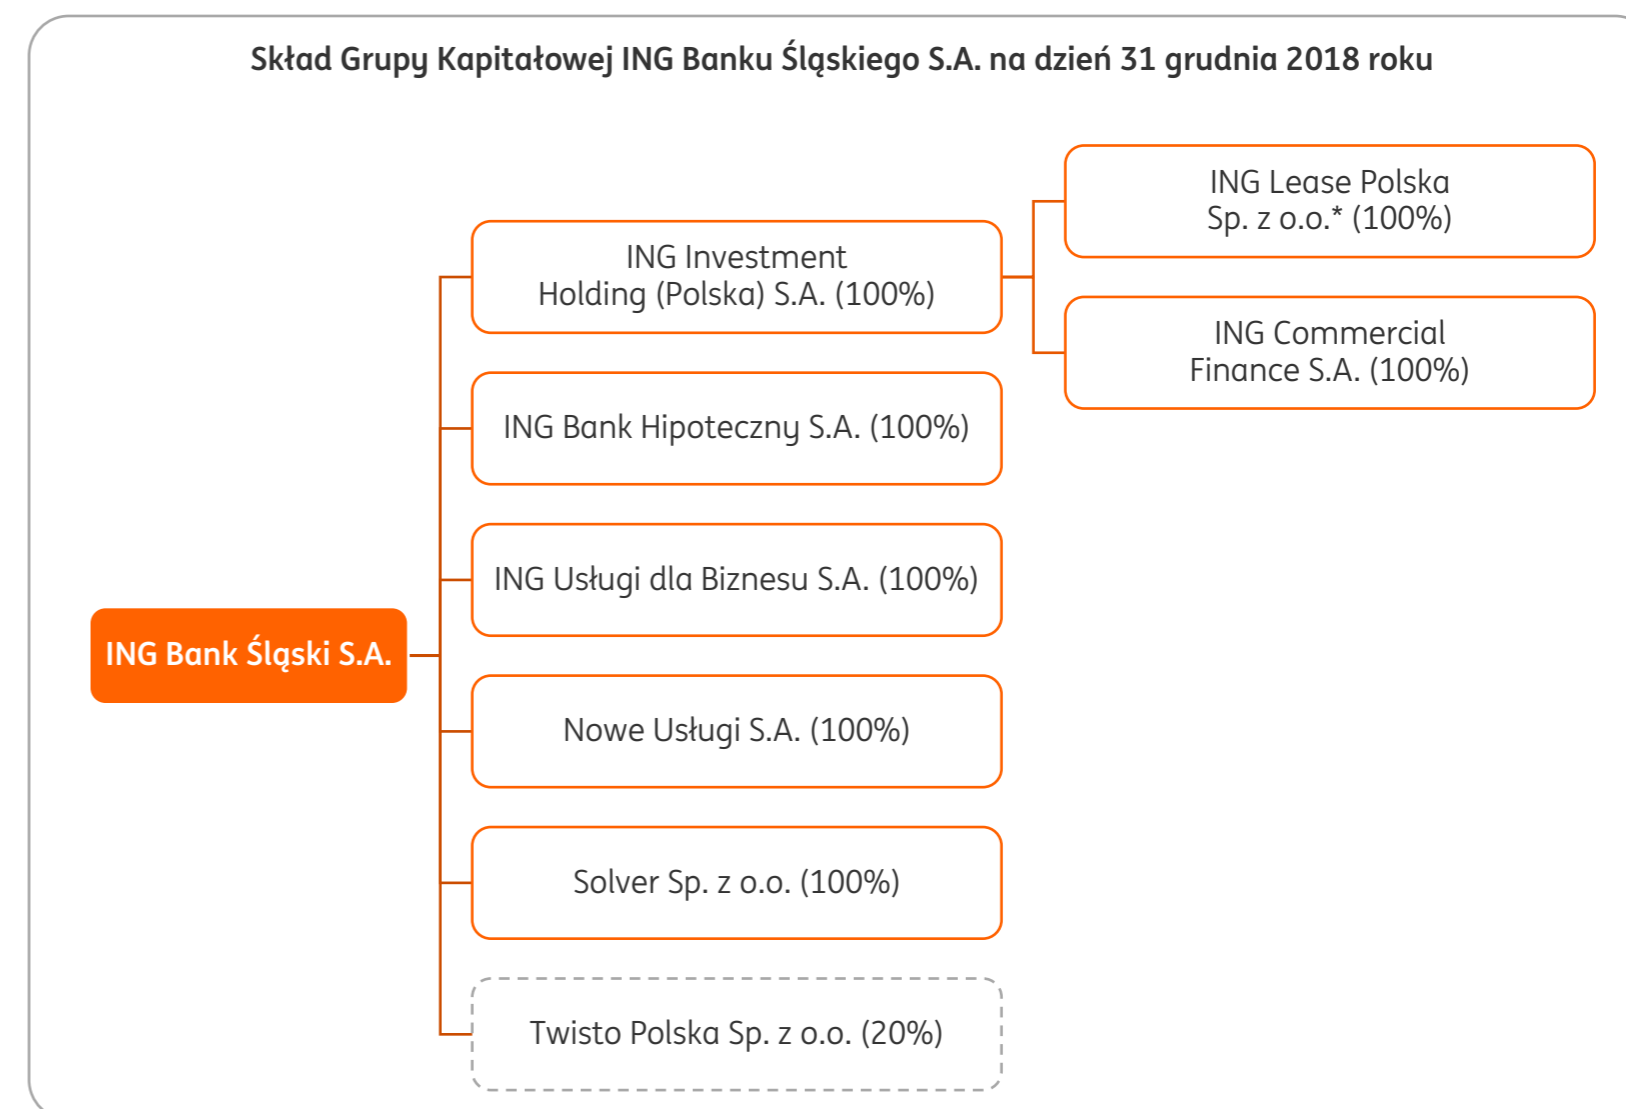 Skład Grupy Kapitałowej ING Banku Śląskiego S.A. na dzień 31 grudnia 2018 roku
ING Bank Śląski S.A.
ING Investment
Holding (Polska) S.A. (100%)
ING Lease Polska
Sp. z o.o.* (100%)
ING Commercial
Finance S.A. (100%)
ING Bank Hipoteczny S.A. (100%)
ING Usługi dla Biznesu S.A. (100%)
Nowe Usługi S.A. (100%)
Solver Sp. z o.o. (100%)
Twisto Polska Sp. z o.o. (20%)